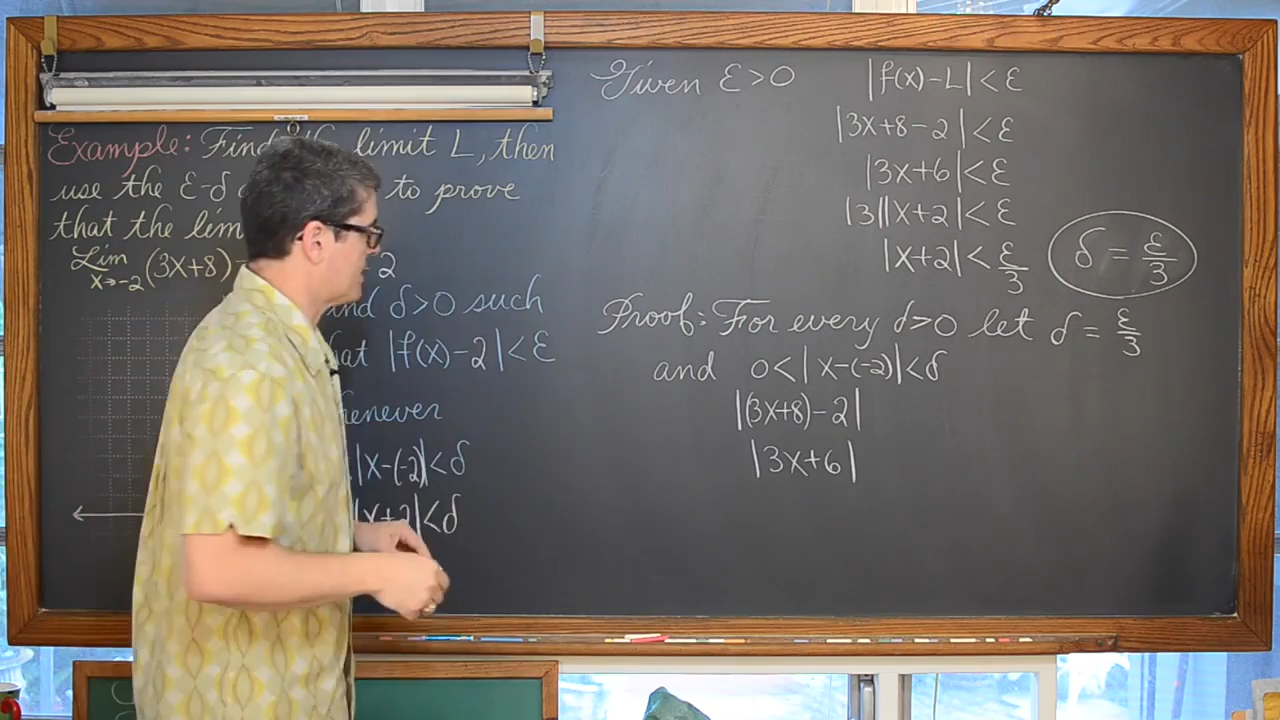 Example: Find the limit L, then
use the ε-δ to prove
that the lim
Lim (3x+8) - 2
x→-2
and δ>0 such
hat |f(x)-2|<ε
henever
|x-(-2)|<δ
|x+2|<δ
Given ε>0 |f(x)-L|<ε
|3x+8-2|<ε
|3x+6|<ε
|3||x+2|<ε
|x+2|<ε/3 δ=ε/3
Proof: For every δ>0 let δ=ε/3
and 0<|x-(-2)|<δ
|(3x+8)-2|
|3x+6|